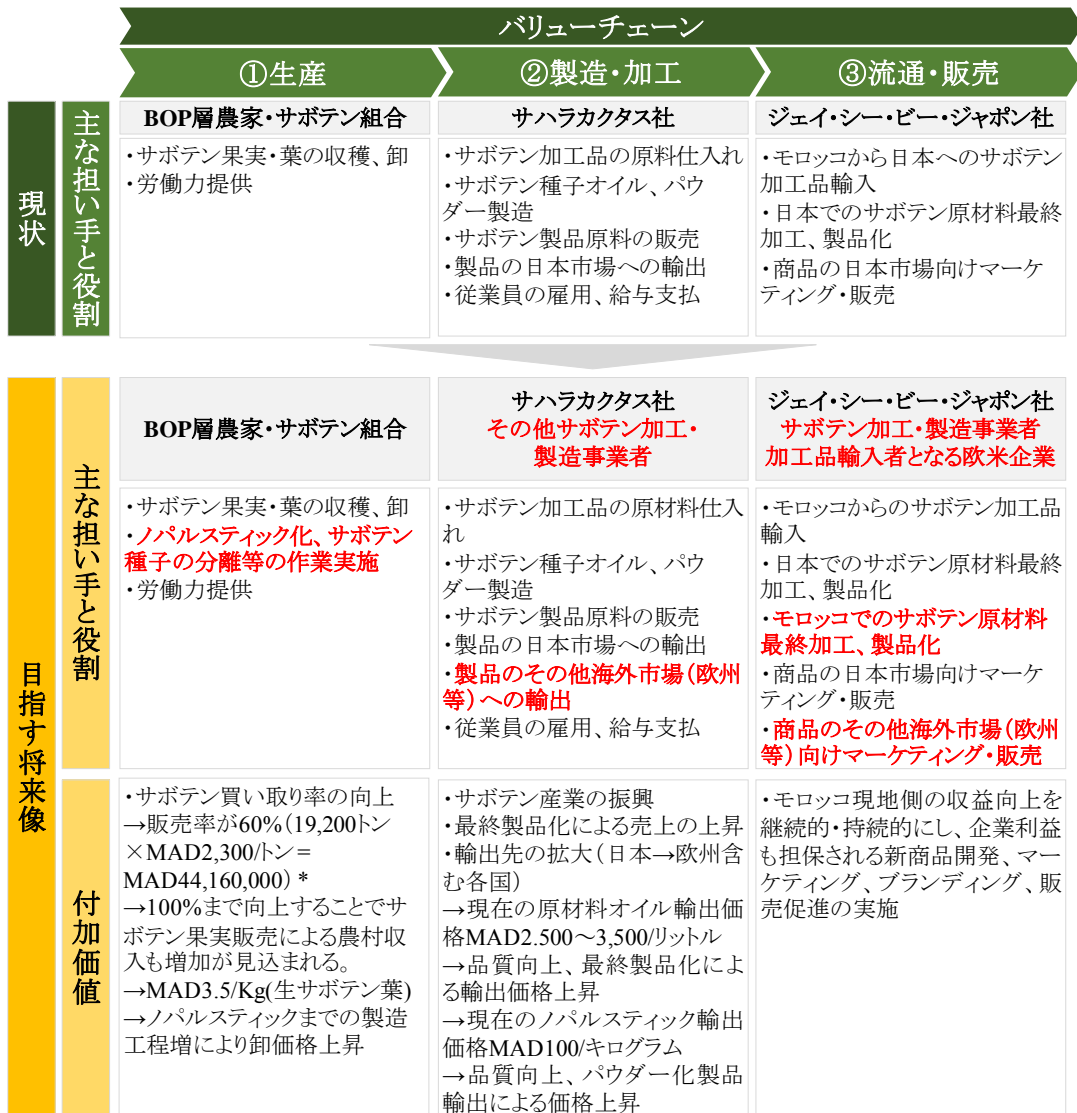 バリューチェーン
①生産
②製造・加工
③流通・販売
現状
主な担い手と役割
BOP層農家・サボテン組合
・サボテン果実・葉の収穫、卸
・労働力提供
サハラカクタス社
・サボテン加工品の原料仕入れ
・サボテン種子オイル、パウ
ダー製造
・サボテン製品原料の販売
・製品の日本市場への輸出
・従業員の雇用、給与支払
ジェイ・シー・ビー・ジャポン社
・モロッコから日本へのサボテン
加工品輸入
・日本でのサボテン原材料最終
加工、製品化
・商品の日本市場向けマーケ
ティング・販売
目指す将来像
主な担い手と役割
BOP層農家・サボテン組合
・サボテン果実・葉の収穫、卸
・ノパルスティック化、サボテン
種子の分離等の作業実施
・労働力提供
サハラカクタス社
その他サボテン加工・
製造事業者
・サボテン加工品の原材料仕入
れ
・サボテン種子オイル、パウ
ダー製造
・サボテン製品原料の販売
・製品の日本市場への輸出
・製品のその他海外市場(欧州
等)への輸出
・従業員の雇用、給与支払
ジェイ・シー・ビー・ジャポン社
サボテン加工・製造事業者
加工品輸入者となる欧米企業
・モロッコからのサボテン加工品
輸入
・日本でのサボテン原材料最終
加工、製品化
・モロッコでのサボテン原材料
最終加工、製品化
・商品の日本市場向けマーケ
ティング・販売
・商品のその他海外市場(欧州
等)向けマーケティング・販売
付加価値
・サボテン買い取り率の向上
→販売率が60%(19,200トン
×MAD2,300/トン=
MAD44,160,000) *
→100%まで向上することでサ
ボテン果実販売による農村収
入も増加が見込まれる。
→MAD3.5/Kg(生サボテン葉)
→ノパルスティックまでの製造
工程増により卸価格上昇
・サボテン産業の振興
・最終製品化による売上の上昇
・輸出先の拡大(日本→欧州含
む各国)
→現在の原材料オイル輸出価
格MAD2.500~3,500/リットル
→品質向上、最終製品化によ
る輸出価格上昇
→現在のノパルスティック輸出
価格MAD100/キログラム
→品質向上、パウダー化製品
輸出による価格上昇
・モロッコ現地側の収益向上を
継続的・持続的にし、企業利益
も担保される新商品開発、マー
ケティング、ブランディング、販
売促進の実施